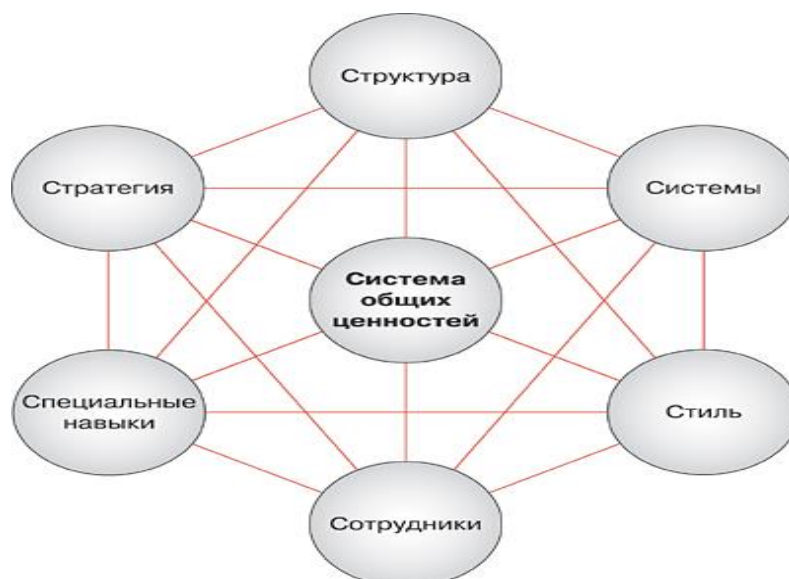 Структура
Стратегия
Системы
Система
общих
ценностей
Специальные
навыки
Стиль
Сотрудники